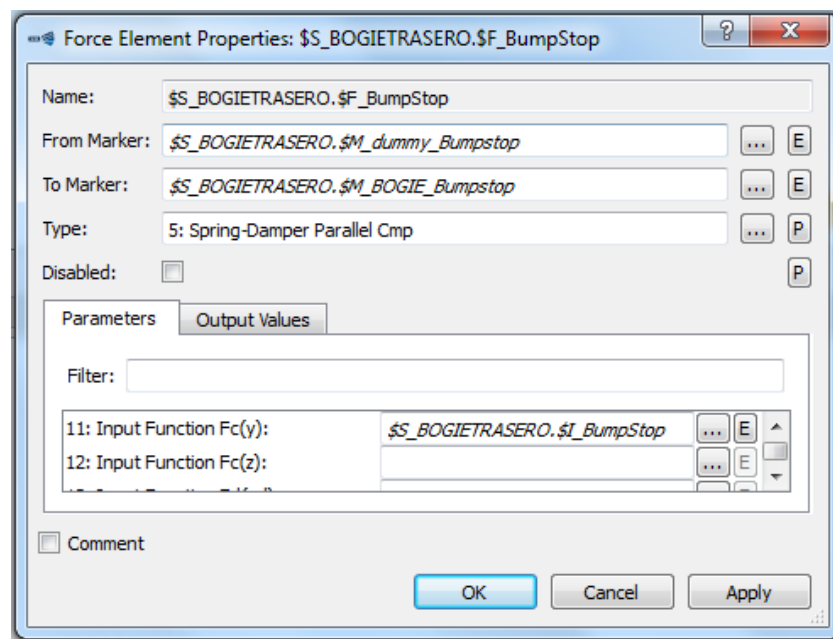 Force Element Properties: $S_BOGIETRASERO.$F_BumpStop
Name: $S_BOGIETRASERO.$F_BumpStop
From Marker: $S_BOGIETRASERO.$M_dummy_Bumpstop ... E
To Marker: $S_BOGIETRASERO.$M_BOGIE_Bumpstop ... E
Type: 5: Spring-Damper Parallel Cmp ... P
Disabled: P
Parameters Output Values
Filter:
11: Input Function Fc(y): $S_BOGIETRASERO.$I_BumpStop ... E
12: Input Function Fc(z): ... E
Comment
OK Cancel Apply